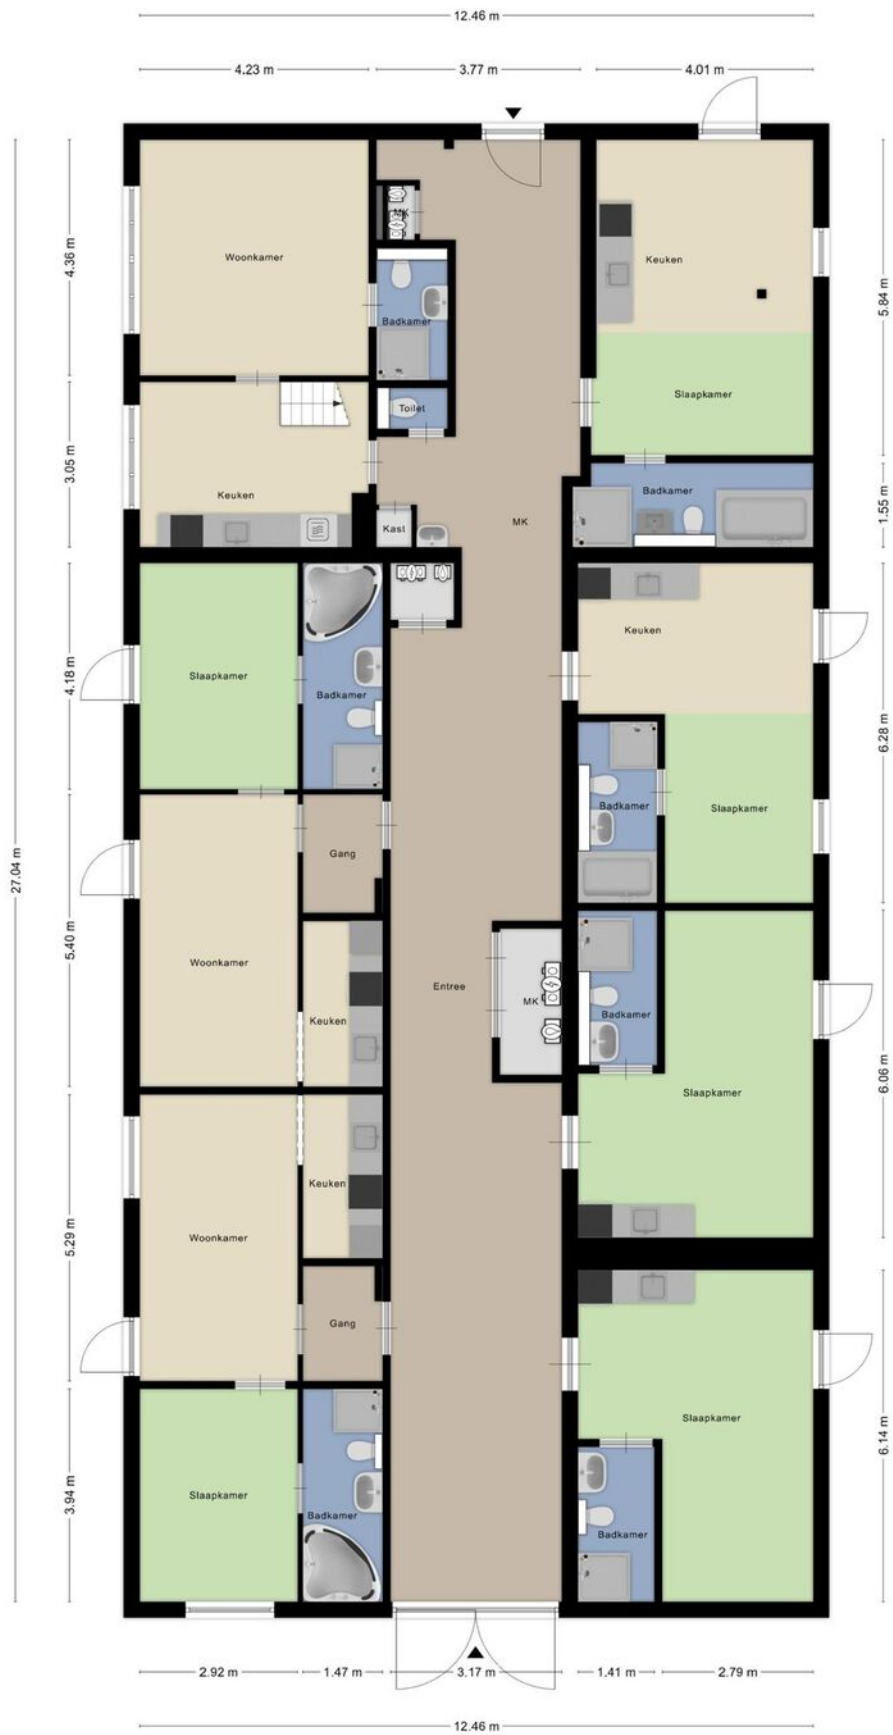 12.46 m
4.23 m
3.77 m
4.01 m
27.04 m
4.36 m
3.05 m
4.18 m
5.40 m
5.29 m
3.94 m
5.84 m
1.55 m
6.28 m
6.06 m
6.14 m
Woonkamer
MK
Badkamer
Keuken
Slaapkamer
Toilet
Keuken
Kast
MK
Badkamer
Keuken
Slaapkamer
Badkamer
Badkamer
Slaapkamer
Gang
Woonkamer
Keuken
Entree
MK
Badkamer
Slaapkamer
Keuken
Woonkamer
Gang
Slaapkamer
Slaapkamer
Badkamer
Badkamer
2.92 m
1.47 m
3.17 m
1.41 m
2.79 m
12.46 m